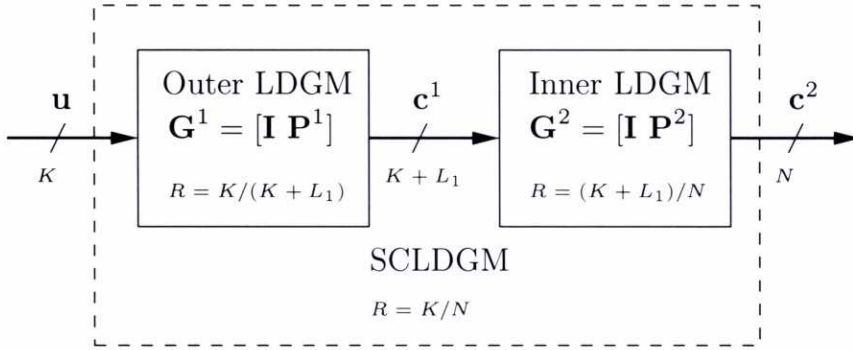 Outer LDGM
Inner LDGM
u
c¹
c²
G¹ = [I P¹]
G² = [I P²]
K
R = K/(K + L₁)
K + L₁
R = (K + L₁)/N
N
SCLDGM
R = K/N